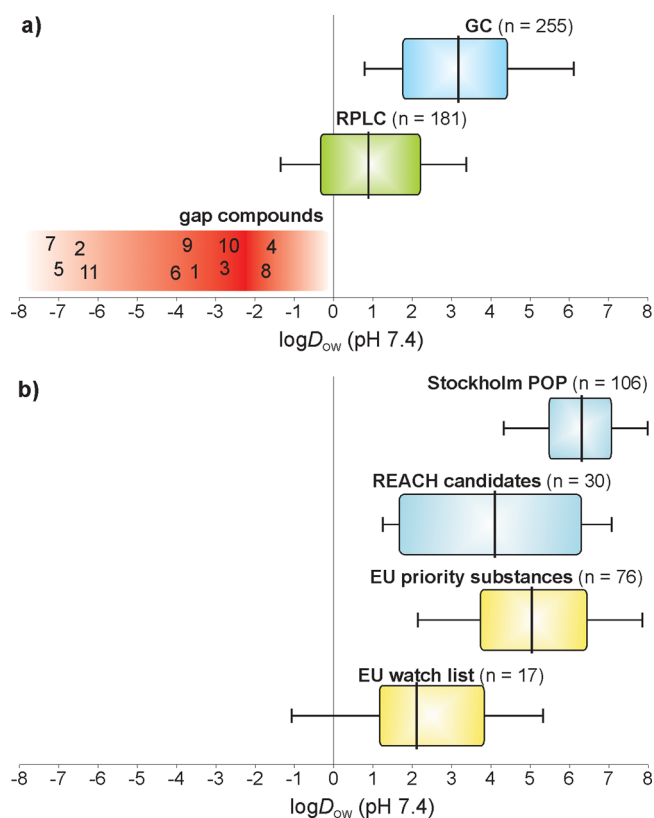 a)
GC (n = 255)
RPLC (n = 181)
gap compounds
7 2 9 10 4
5 11 6 1 3 8
-8 -7 -6 -5 -4 -3 -2 -1 0 1 2 3 4 5 6 7 8
logDOW (pH 7.4)
b)
Stockholm POP (n = 106)
REACH candidates (n = 30)
EU priority substances (n = 76)
EU watch list (n = 17)
-8 -7 -6 -5 -4 -3 -2 -1 0 1 2 3 4 5 6 7 8
logDOW (pH 7.4)